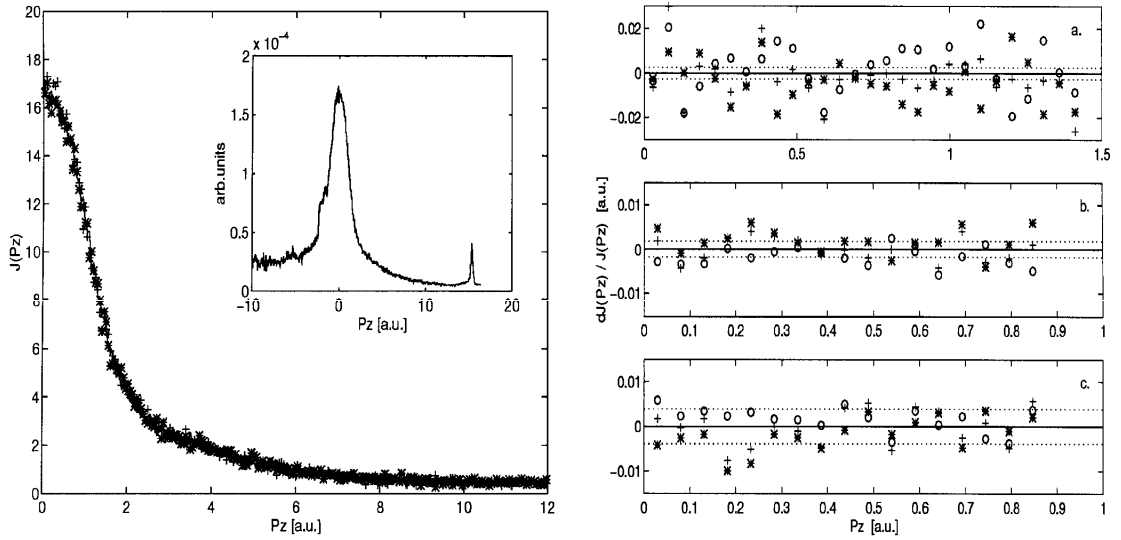 20
18
16
14
12
10
8
6
4
2
0
J(Pz)
0 2 4 6 8 10 12
Pz [a.u.]
x 10⁻⁴
2
1.5
1
0.5
0
arb.units
-10 0 10 20
Pz [a.u.]
0.02
0
-0.02
a.
0 0.5 1 1.5
0.01
0
-0.01
b.
0 0.1 0.2 0.3 0.4 0.5 0.6 0.7 0.8 0.9 1
dJ(Pz) / J(Pz) [a.u.]
0.01
0
-0.01
c.
0 0.1 0.2 0.3 0.4 0.5 0.6 0.7 0.8 0.9 1
Pz [a.u.]